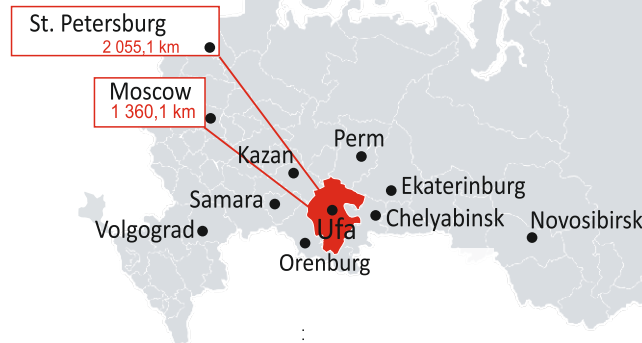 St. Petersburg
2 055,1 km
Moscow
1 360,1 km
Perm
Kazan
Ekaterinburg
Samara
Chelyabinsk
Novosibirsk
Volgograd
Ufa
Orenburg
: